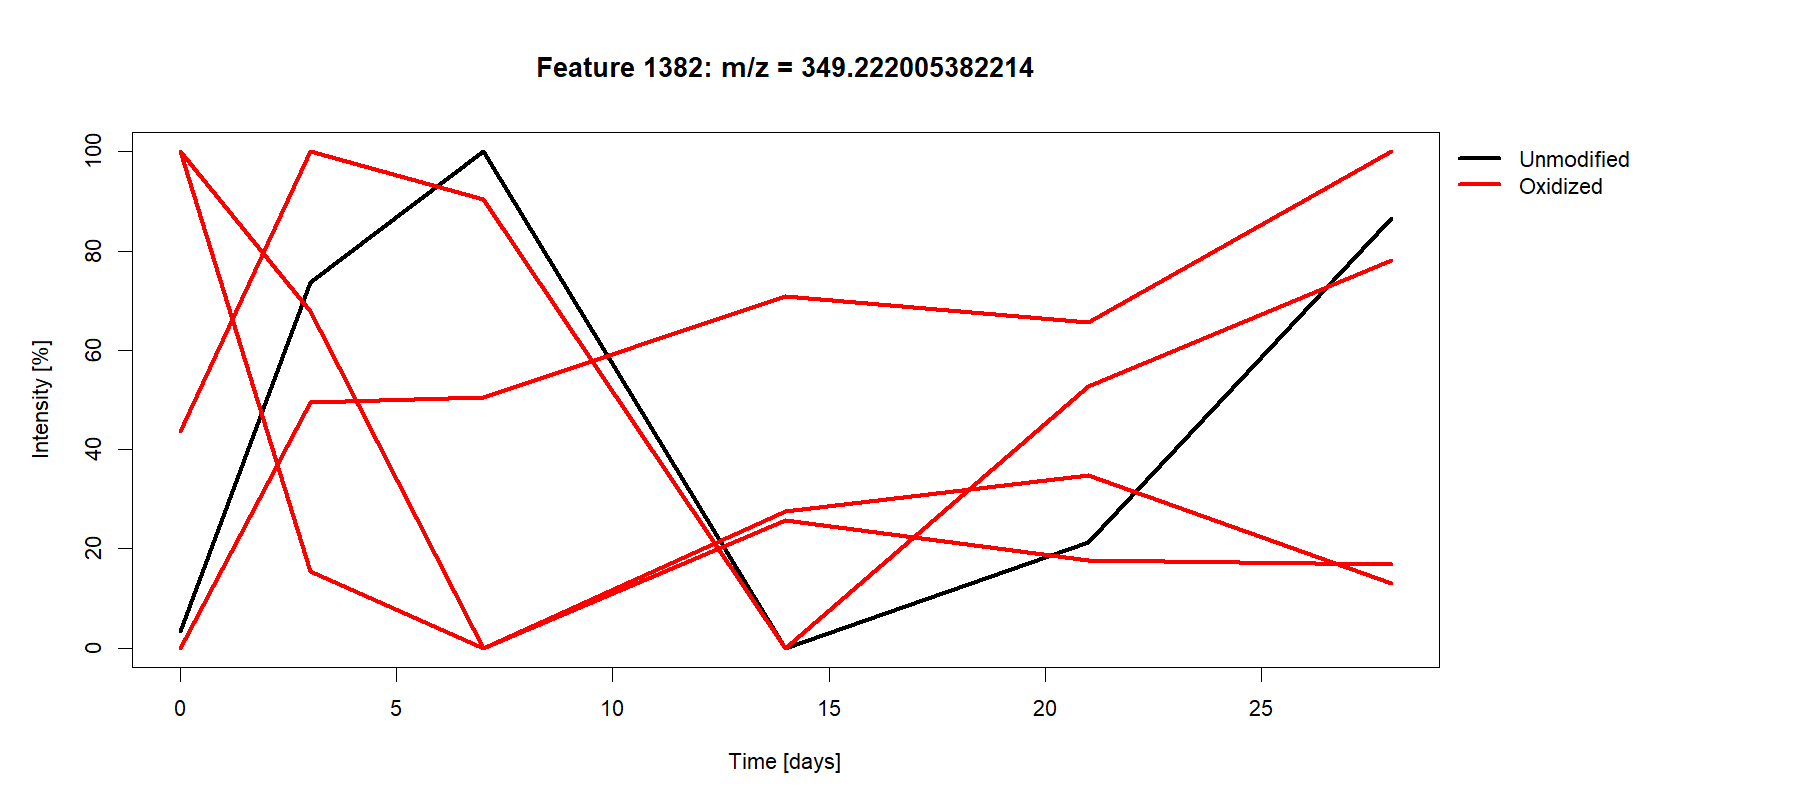 Feature 1382: m/z = 349.222005382214
Intensity [%]
100
80
60
40
20
0
0 5 10 15 20 25
Time [days]
Unmodified
Oxidized